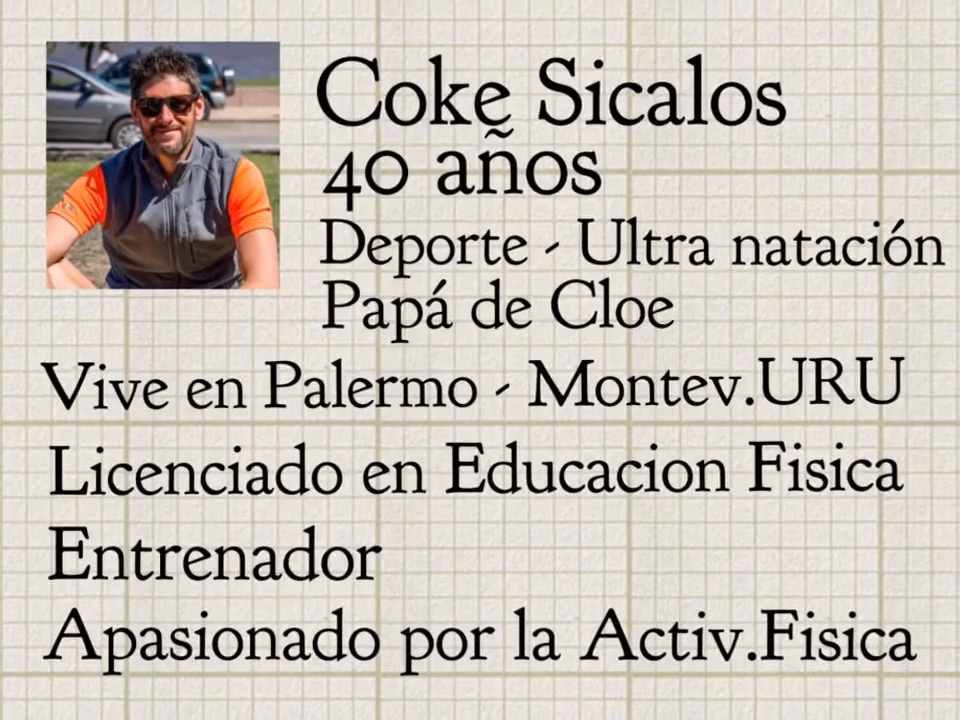 Coke Sicalos
40 años
Deporte - Ultra natación
Papá de Cloe
Vive en Palermo - Montev.URU
Licenciado en Educacion Fisica
Entrenador
Apasionado por la Activ.Fisica